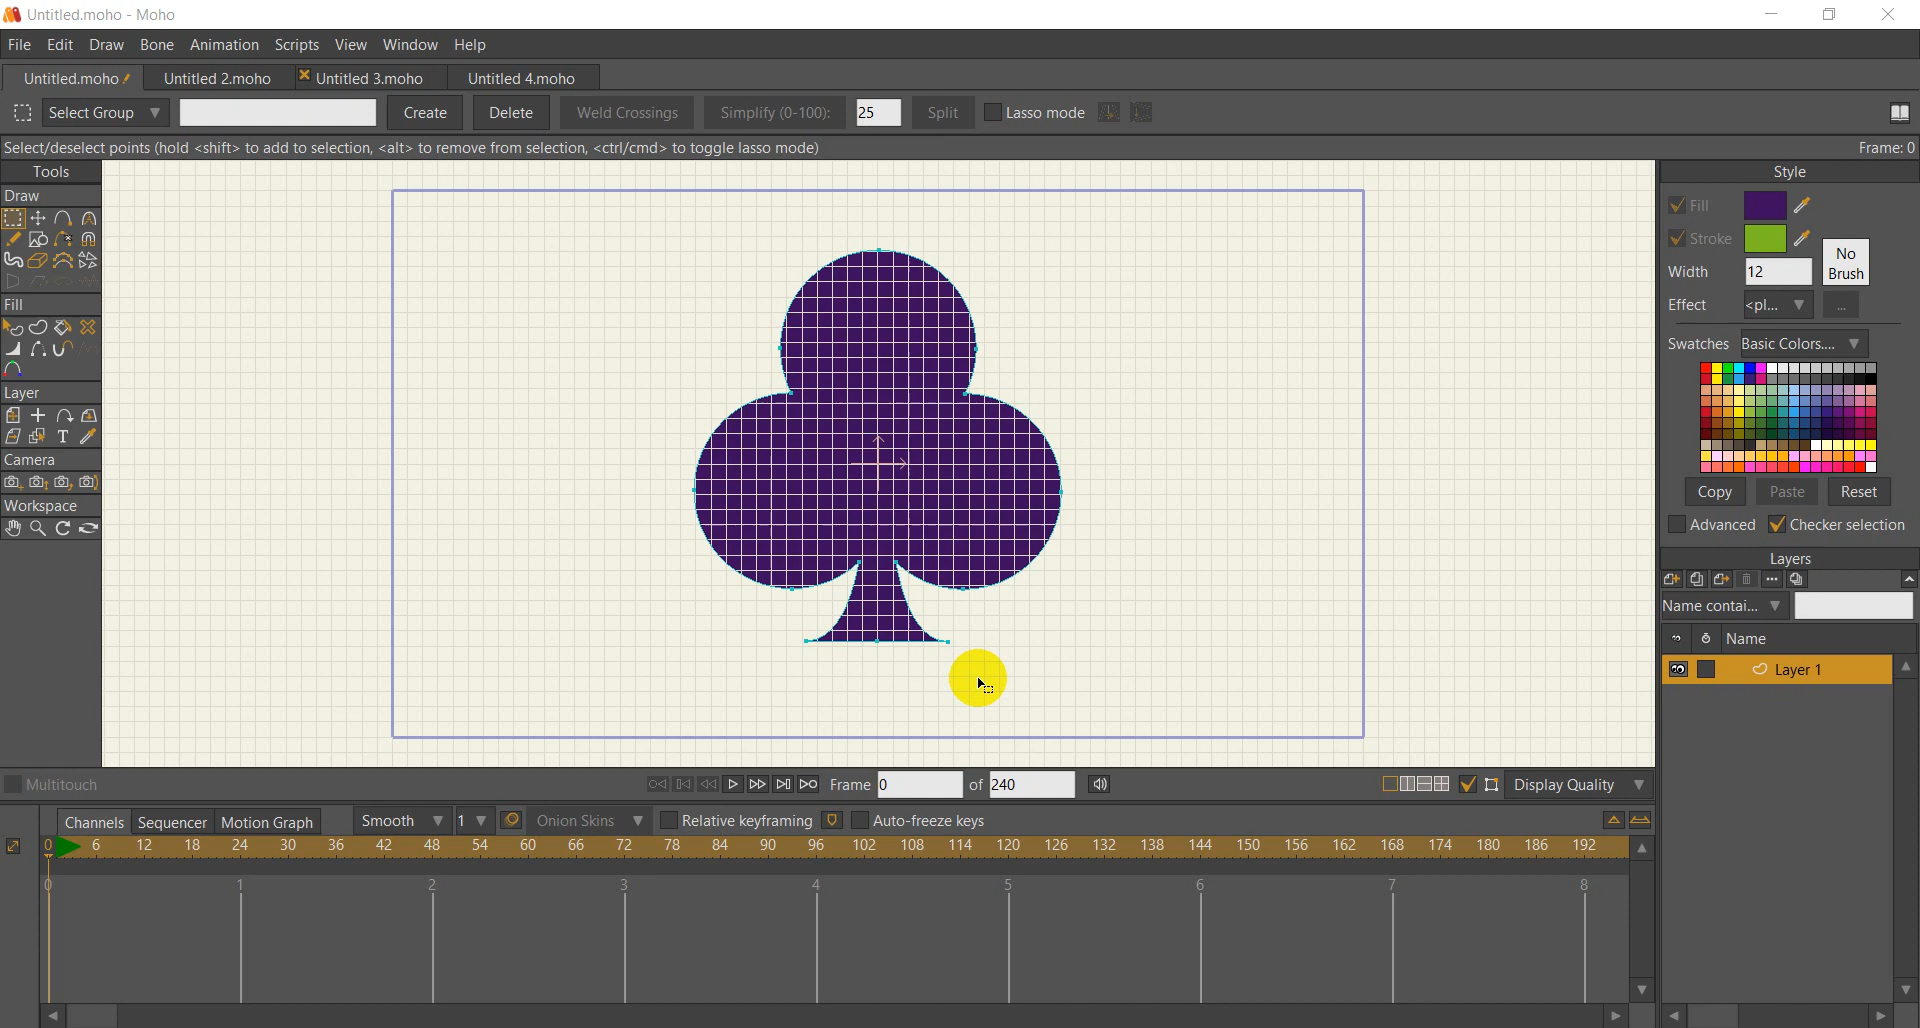 Untitled.moho - Moho
File Edit Draw Bone Animation Scripts View Window Help
Untitled.moho Untitled 2.moho Untitled 3.moho Untitled 4.moho
Select Group Create Delete Weld Crossings Simplify (0-100): 25 Split Lasso mode
Select/deselect points (hold <shift> to add to selection, <alt> to remove from selection, <ctrl/cmd> to toggle lasso mode) Frame: 0
Tools
Draw
Fill
Layer
Camera
Workspace
Style
Fill
Stroke
No Brush
Width 12
Effect <pl... ...
Swatches Basic Colors....
Copy Paste Reset
Advanced Checker selection
Layers
Name contai...
Name
Layer 1
Multitouch Frame 0 of 240 Display Quality
Channels Sequencer Motion Graph Smooth 1 Onion Skins Relative keyframing Auto-freeze keys
0 6 12 18 24 30 36 42 48 54 60 66 72 78 84 90 96 102 108 114 120 126 132 138 144 150 156 162 168 174 180 186 192
0 1 2 3 4 5 6 7 8